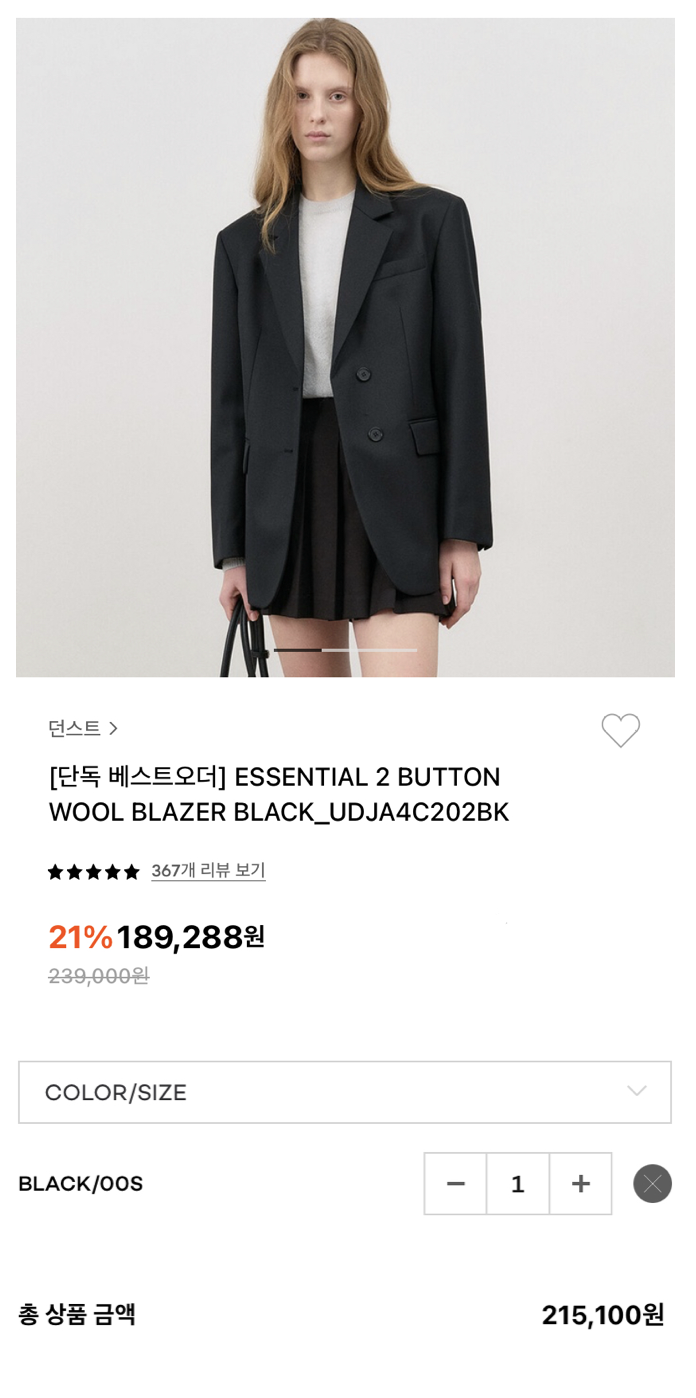 던스트 >
[단독 베스트오더] ESSENTIAL 2 BUTTON
WOOL BLAZER BLACK_UDJA4C202BK
★★★★★ 367개 리뷰 보기
21% 189,288원
239,000원
COLOR/SIZE
BLACK/00S − 1 +
총 상품 금액 215,100원